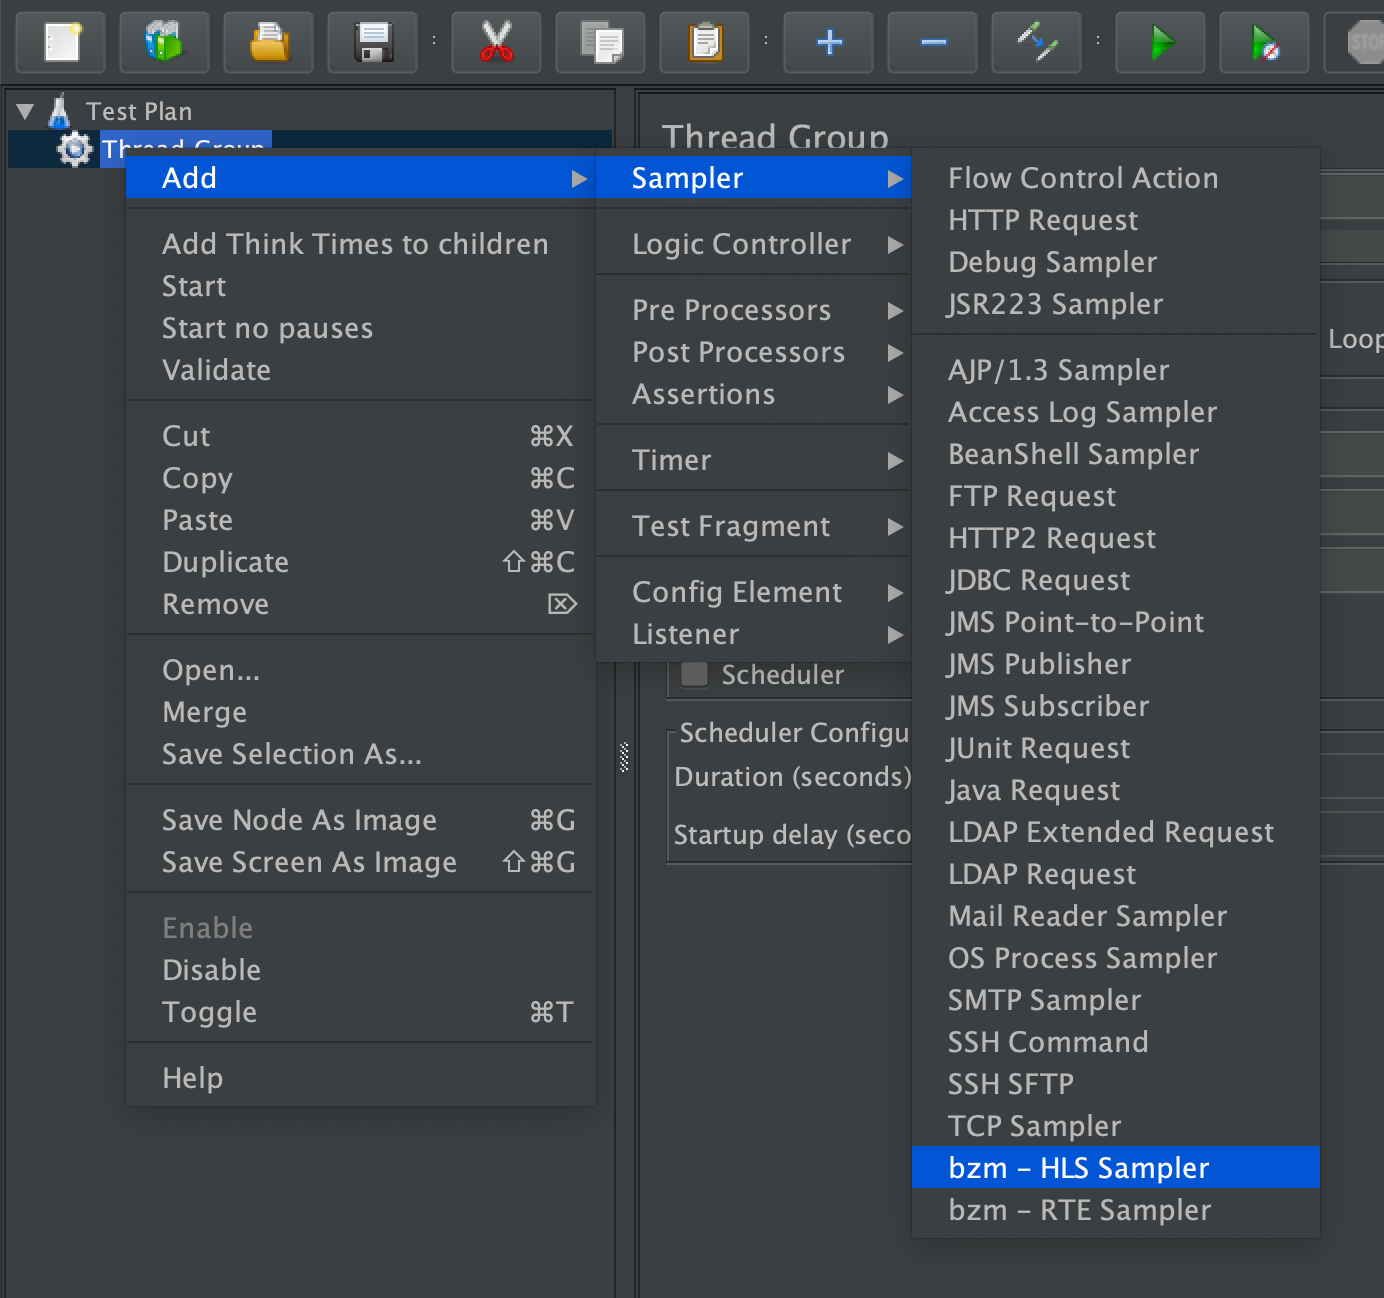 STOP
Test Plan
Thread Group
Thread Group
Add
Add Think Times to children
Start
Start no pauses
Validate
Cut ⌘X
Copy ⌘C
Paste ⌘V
Duplicate ⇧⌘C
Remove ⌦
Open...
Merge
Save Selection As...
Save Node As Image ⌘G
Save Screen As Image ⇧⌘G
Enable
Disable
Toggle ⌘T
Help
Sampler
Logic Controller
Pre Processors
Post Processors
Assertions
Timer
Test Fragment
Config Element
Listener
Scheduler
Scheduler Configu
Duration (seconds)
Startup delay (seco
Flow Control Action
HTTP Request
Debug Sampler
JSR223 Sampler
AJP/1.3 Sampler
Access Log Sampler
BeanShell Sampler
FTP Request
HTTP2 Request
JDBC Request
JMS Point-to-Point
JMS Publisher
JMS Subscriber
JUnit Request
Java Request
LDAP Extended Request
LDAP Request
Mail Reader Sampler
OS Process Sampler
SMTP Sampler
SSH Command
SSH SFTP
TCP Sampler
bzm - HLS Sampler
bzm - RTE Sampler
Loop